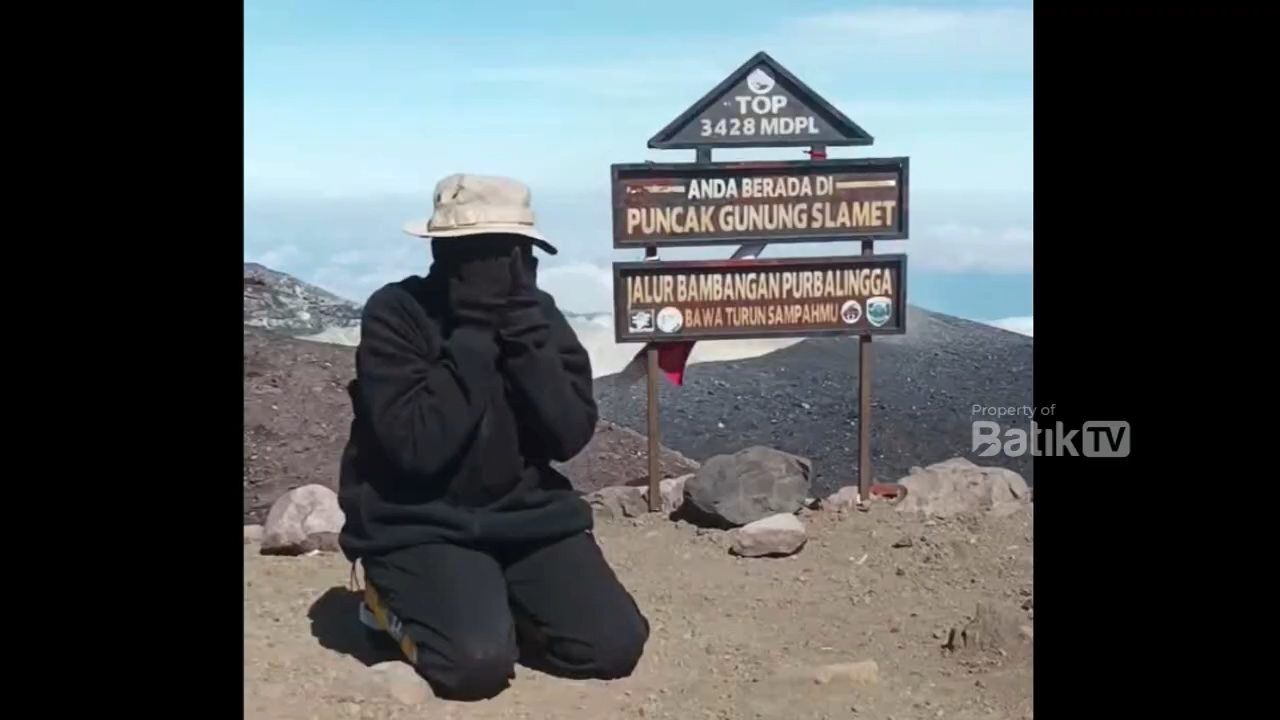 TOP
3428 MDPL
ANDA BERADA DI
PUNCAK GUNUNG SLAMET
JALUR BAMBANGAN PURBALINGGA
BAWA TURUN SAMPAHMU
Property of
BatikTV